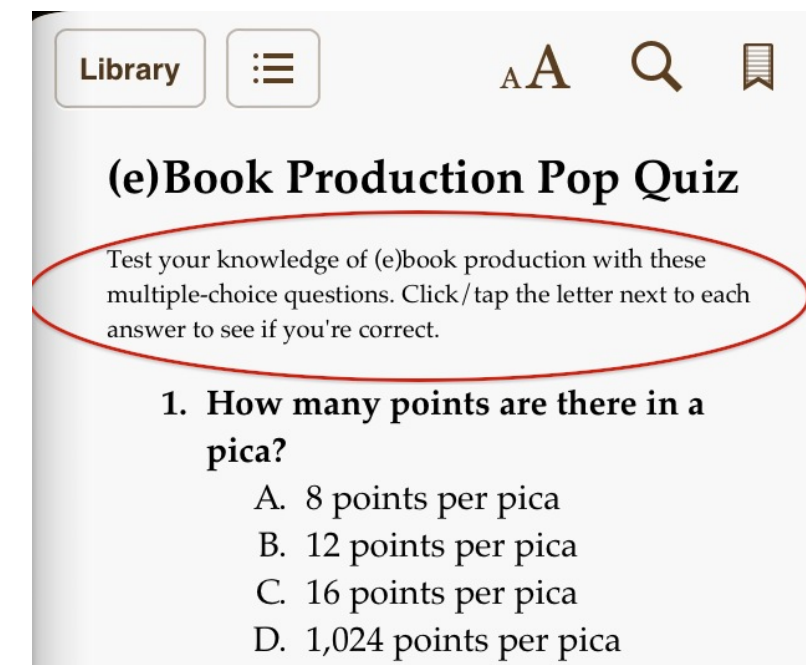 Library
AA
(e)Book Production Pop Quiz
Test your knowledge of (e)book production with these
multiple-choice questions. Click/tap the letter next to each
answer to see if you're correct.
1. How many points are there in a
pica?
A. 8 points per pica
B. 12 points per pica
C. 16 points per pica
D. 1,024 points per pica